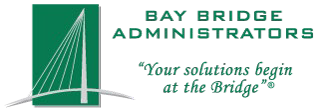 BAY BRIDGE
ADMINISTRATORS
“Your solutions begin
at the Bridge”®